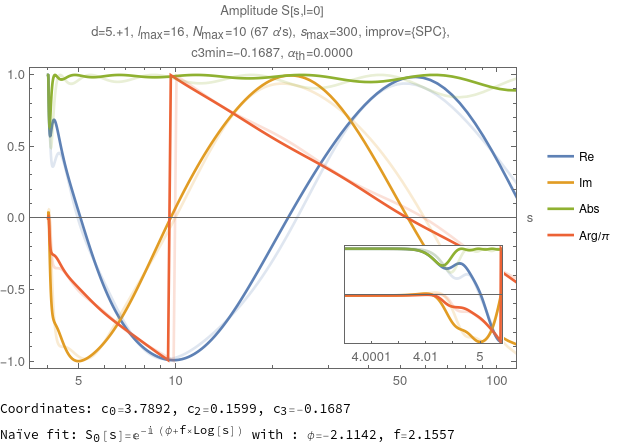 Amplitude S[s,l=0]
d=5.+1, lmax=16, Nmax=10 (67 α's), smax=300, improv={SPC},
c3min=-0.1687, αth=0.0000
1.0
0.5
0.0
-0.5
-1.0
s
Re
Im
Abs
Arg/π
4.0001 4.01 5
5 10 50 100
Coordinates: c0=3.7892, c2=0.1599, c3=-0.1687
Naïve fit: S0[s]=e^-i (ϕ+f×Log[s]) with : ϕ=-2.1142, f=2.1557